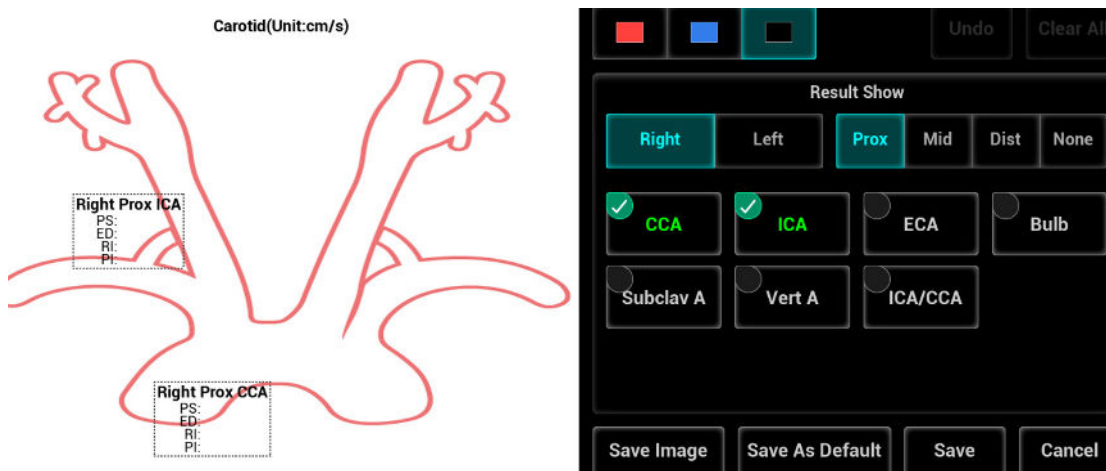 Carotid(Unit:cm/s)
Right Prox ICA
PS:
ED:
RI:
PI:
Right Prox CCA
PS:
ED:
RI:
PI:
Undo
Clear All
Result Show
Right
Left
Prox
Mid
Dist
None
CCA
ICA
ECA
Bulb
Subclav A
Vert A
ICA/CCA
Save Image
Save As Default
Save
Cancel